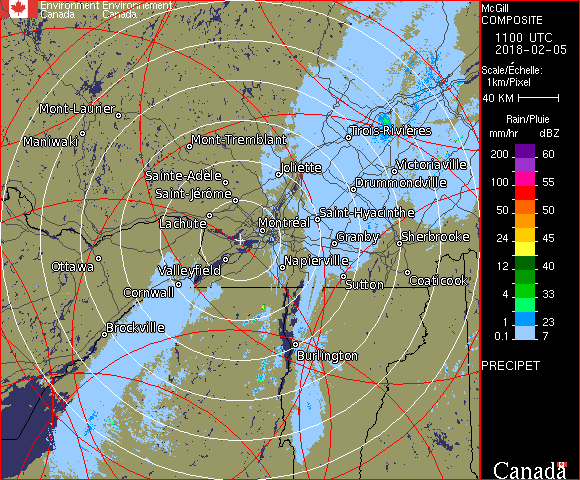 Environment Environnement
Canada Canada
McGill
COMPOSITE
1100 UTC
2018-02-05
Scale/Échelle:
1km/Pixel
40 KM
Rain/Pluie
mm/hr dBZ
200 60
100 55
50 50
24 45
12 40
4 33
1 23
0.1 7
PRECIPET
Canada
Mont-Laurier
Maniwaki
Mont-Tremblant
Trois-Rivières
Joliette
Victoriaville
Sainte-Adèle
Drummondville
Saint-Jérôme
Saint-Hyacinthe
Lachute
Montréal
Granby
Sherbrooke
Ottawa
Valleyfield
Napierville
Sutton
Coaticook
Cornwall
Brockville
Burlington